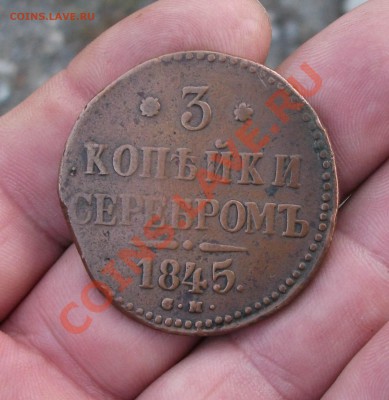 COINS.LAVE.RU
3
КОПѢЙКИ
СЕРЕБРОМЪ
1845.
С.М.
COINS.LAVE.RU